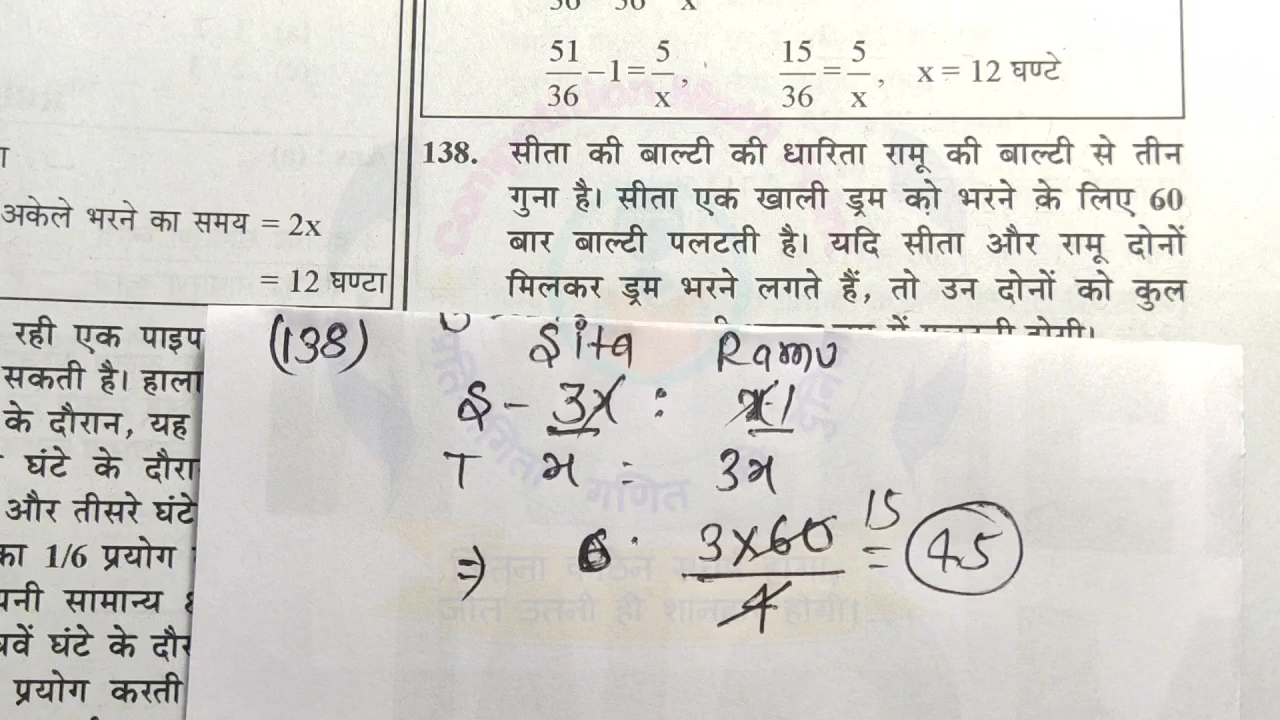 51/36 −1= 5/x, 15/36 = 5/x, x = 12 घण्टे
अकेले भरने का समय = 2x
= 12 घण्टा
रही एक पाइप
सकती है। हाला
के दौरान, यह
घंटे के दौरा
और तीसरे घंटे
का 1/6 प्रयोग
पनी सामान्य
के दौर
प्रयोग करती
138. सीता की बाल्टी की धारिता रामू की बाल्टी से तीन
गुना है। सीता एक खाली ड्रम को भरने के लिए 60
बार बाल्टी पलटती है। यदि सीता और रामू दोनों
मिलकर ड्रम भरने लगते हैं, तो उन दोनों को कुल
(138) Sita Ramu
S - 3x : x 1
T x : 3x
⇒ 3×60/4 = 45
15
गणित